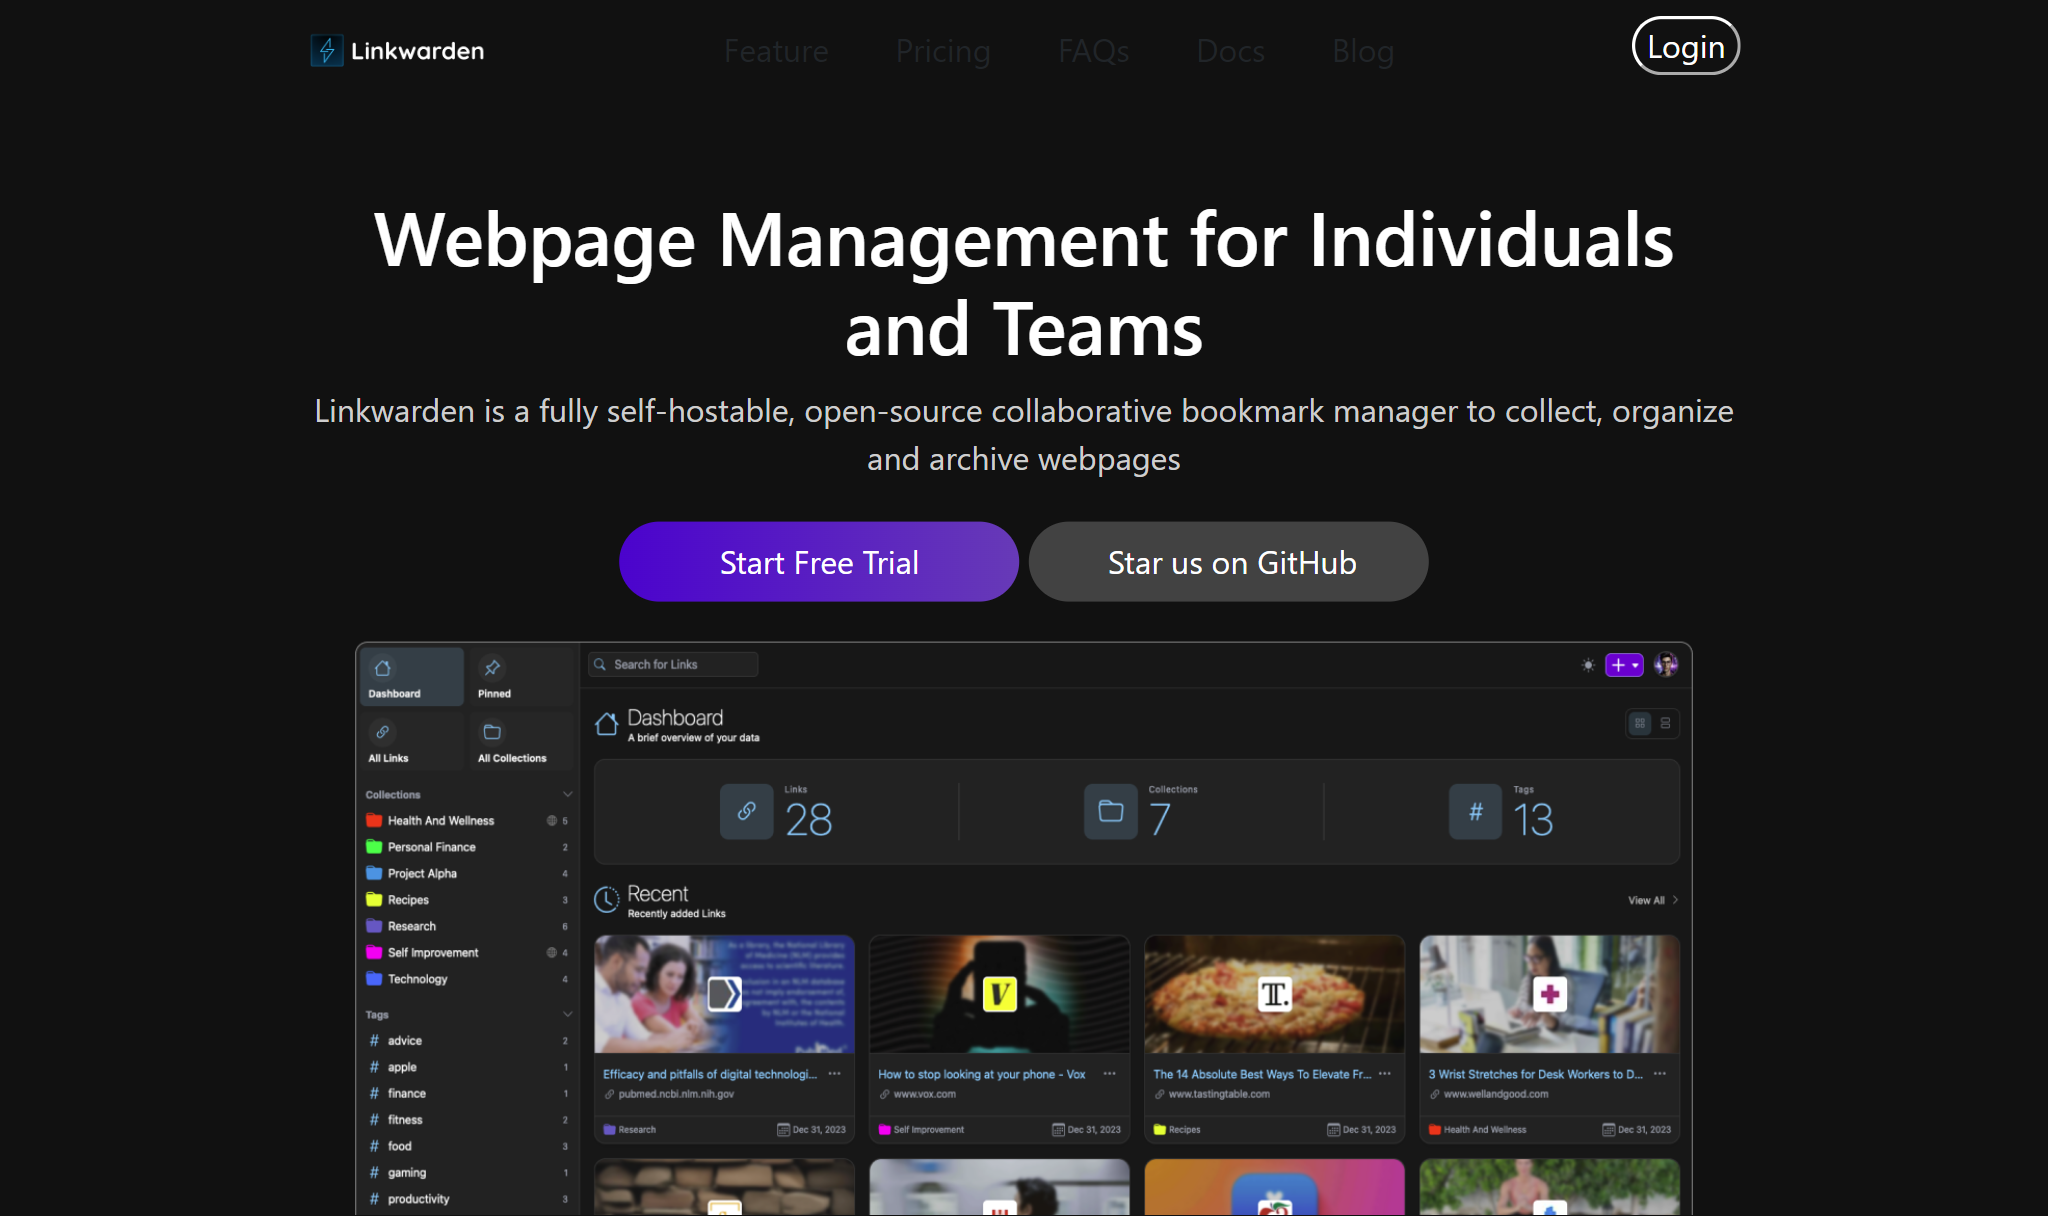 Linkwarden
Feature
Pricing
FAQs
Docs
Blog
Login
Webpage Management for Individuals
and Teams
Linkwarden is a fully self-hostable, open-source collaborative bookmark manager to collect, organize
and archive webpages
Start Free Trial
Star us on GitHub
Dashboard
Pinned
All Links
All Collections
Collections
Health And Wellness 5
Personal Finance 2
Project Alpha 4
Recipes 3
Research 6
Self Improvement 4
Technology 4
Tags
# advice 2
# apple 1
# finance 1
# fitness 2
# food 3
# gaming 1
# productivity 3
Search for Links
Dashboard
A brief overview of your data
Links
28
Collections
7
# Tags
13
Recent
Recently added Links
View All
Efficacy and pitfalls of digital technologi... ...
pubmed.ncbi.nlm.nih.gov
Research
Dec 31, 2023
V
How to stop looking at your phone - Vox ...
www.vox.com
Self Improvement
Dec 31, 2023
T.
The 14 Absolute Best Ways To Elevate Fr... ...
www.tastingtable.com
Recipes
Dec 31, 2023
3 Wrist Stretches for Desk Workers to D... ...
www.wellandgood.com
Health And Wellness
Dec 31, 2023